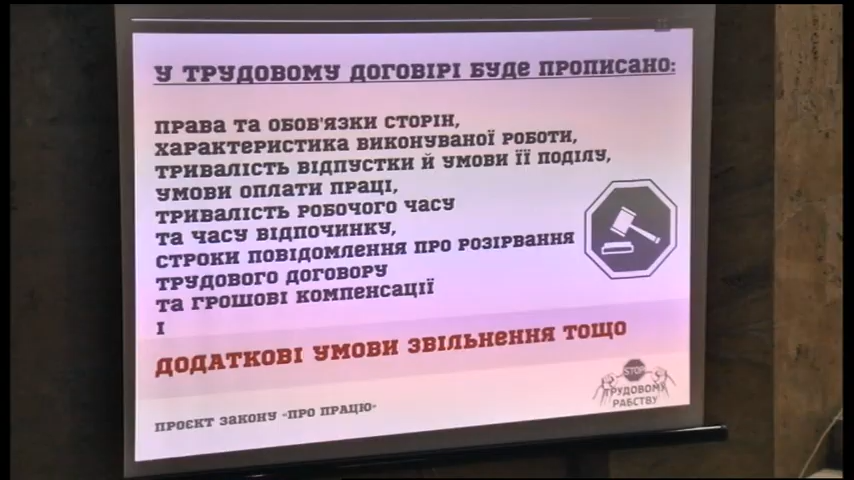 У ТРУДОВОМУ ДОГОВІРІ БУДЕ ПРОПИСАНО:
ПРАВА ТА ОБОВ'ЯЗКИ СТОРІН,
ХАРАКТЕРИСТИКА ВИКОНУВАНОЇ РОБОТИ,
ТРИВАЛІСТЬ ВІДПУСТКИ Й УМОВИ ЇЇ ПОДІЛУ,
УМОВИ ОПЛАТИ ПРАЦІ,
ТРИВАЛІСТЬ РОБОЧОГО ЧАСУ
ТА ЧАСУ ВІДПОЧИНКУ,
СТРОКИ ПОВІДОМЛЕННЯ ПРО РОЗІРВАННЯ
ТРУДОВОГО ДОГОВОРУ
ТА ГРОШОВІ КОМПЕНСАЦІЇ
І
ДОДАТКОВІ УМОВИ ЗВІЛЬНЕННЯ ТОЩО
STOP
ТРУДОВОМУ
РАБСТВУ
ПРОЄКТ ЗАКОНУ «ПРО ПРАЦЮ»